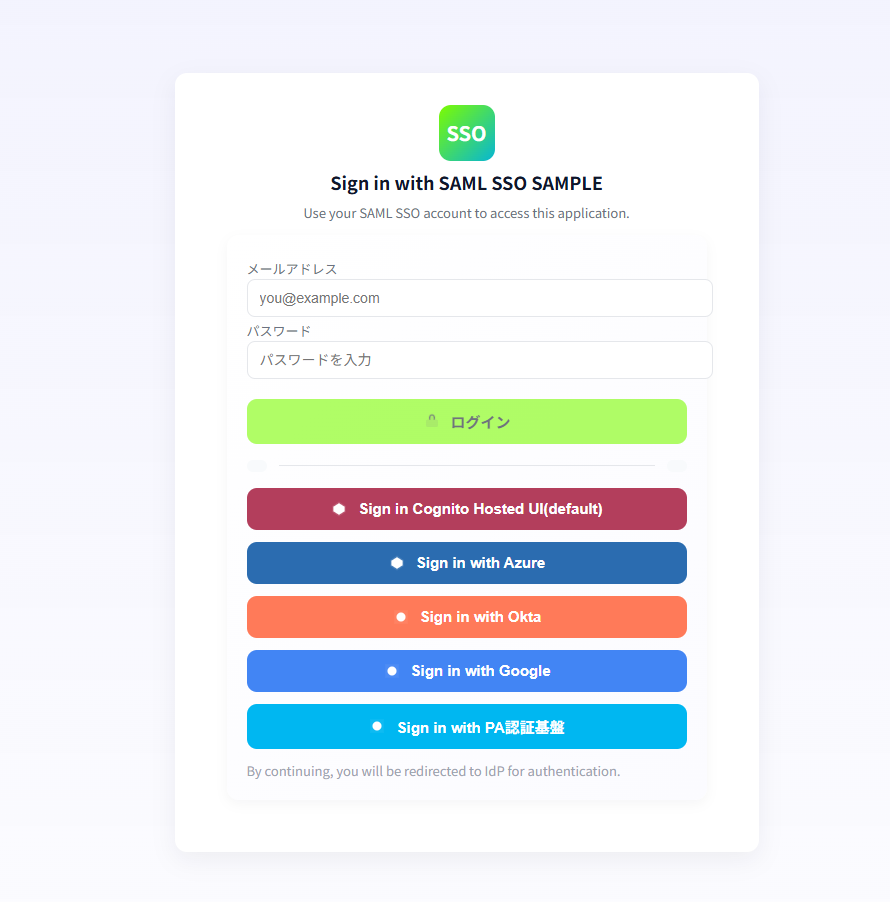 SSO
Sign in with SAML SSO SAMPLE
Use your SAML SSO account to access this application.
メールアドレス
you@example.com
パスワード
パスワードを入力
ログイン
Sign in Cognito Hosted UI(default)
Sign in with Azure
Sign in with Okta
Sign in with Google
Sign in with PA認証基盤
By continuing, you will be redirected to IdP for authentication.